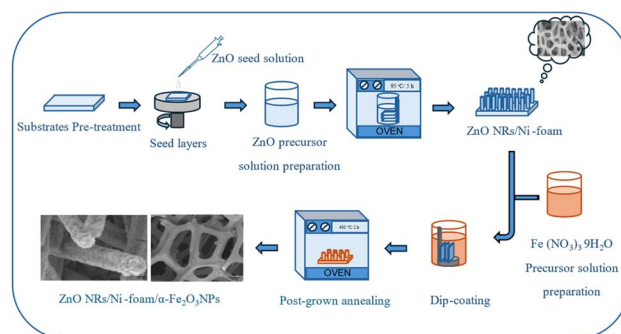 ZnO seed solution
95 °C/ 5 h
OVEN
Substrates Pre-treatment
Seed layers
ZnO precursor
solution preparation
ZnO NRs/Ni -foam
Fe (NO₃)₃ 9H₂O
Precursor solution
preparation
400 °C/ 2 h
OVEN
ZnO NRs/Ni -foam/α-Fe₂O₃NPs
Post-grown annealing
Dip-coating